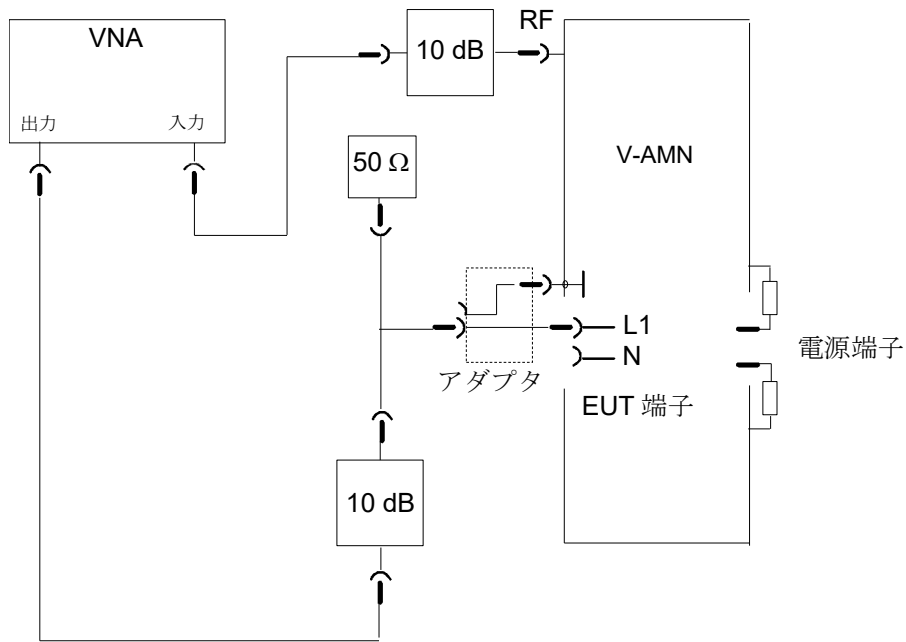 VNA
出力
入力
10 dB
RF
50 Ω
V-AMN
L1
N
アダプタ
EUT 端子
電源端子
10 dB